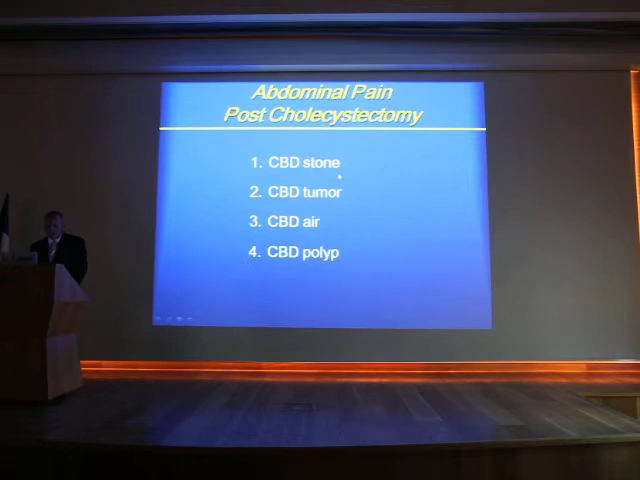 Abdominal Pain
Post Cholecystectomy
1. CBD stone
2. CBD tumor
3. CBD air
4. CBD polyp